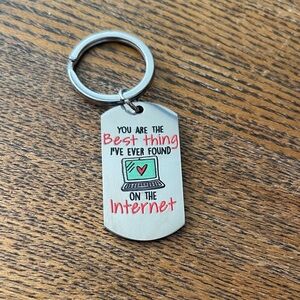 YOU ARE THE
Best thing
I'VE EVER FOUND
ON THE
Internet